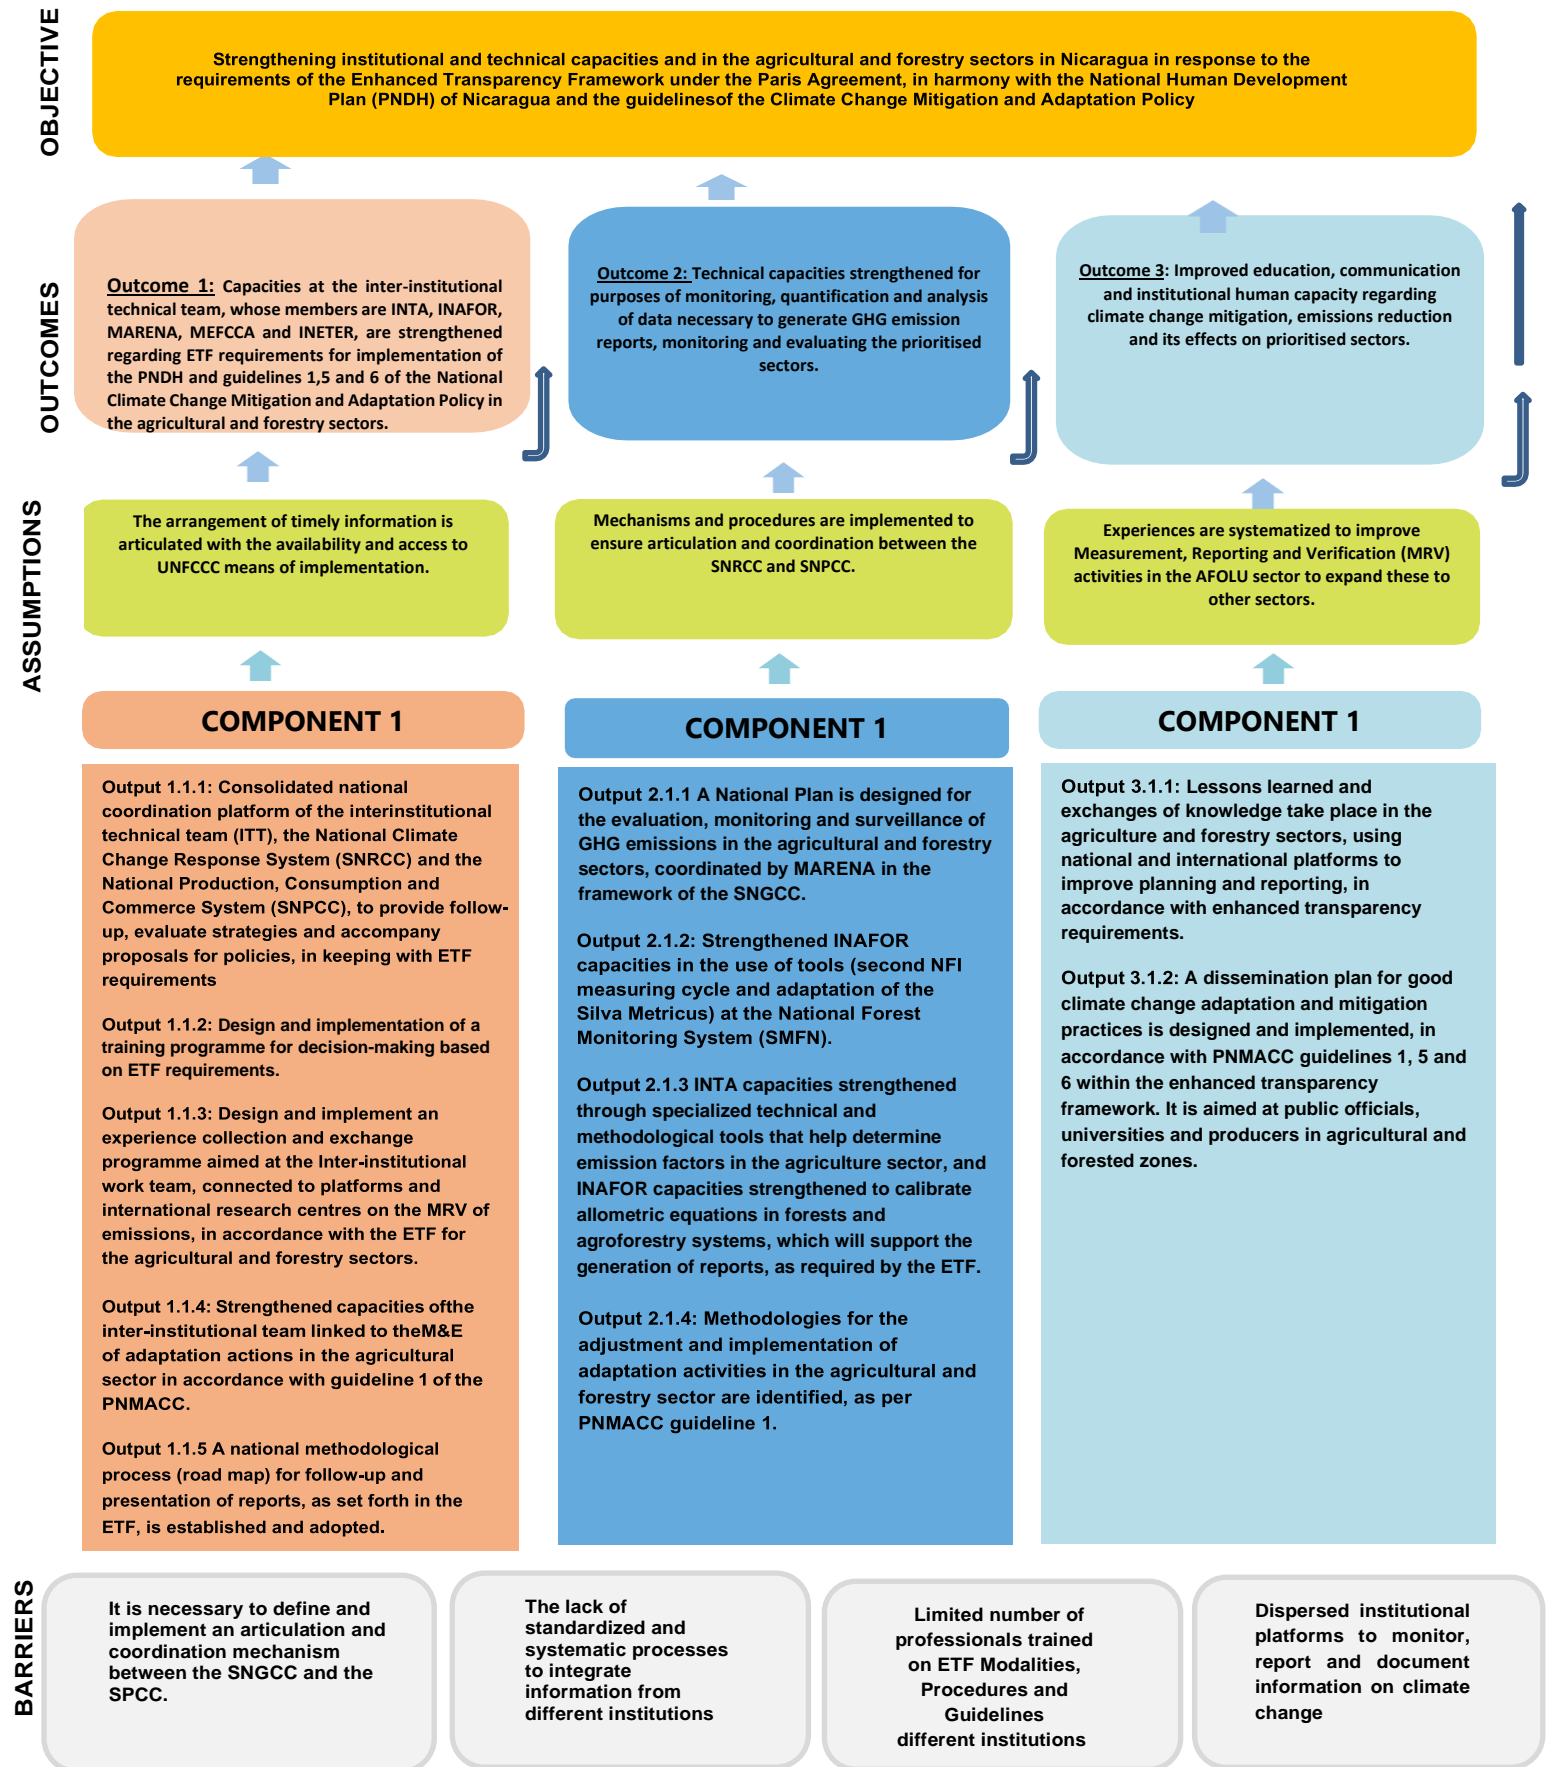 OBJECTIVE
Strengthening institutional and technical capacities and in the agricultural and forestry sectors in Nicaragua in response to the
requirements of the Enhanced Transparency Framework under the Paris Agreement, in harmony with the National Human Development
Plan (PNDH) of Nicaragua and the guidelinesof the Climate Change Mitigation and Adaptation Policy
OUTCOMES
Outcome 1: Capacities at the inter-institutional
technical team, whose members are INTA, INAFOR,
MARENA, MEFCCA and INETER, are strengthened
regarding ETF requirements for implementation of
the PNDH and guidelines 1,5 and 6 of the National
Climate Change Mitigation and Adaptation Policy in
the agricultural and forestry sectors.
Outcome 2: Technical capacities strengthened for
purposes of monitoring, quantification and analysis
of data necessary to generate GHG emission
reports, monitoring and evaluating the prioritised
sectors.
Outcome 3: Improved education, communication
and institutional human capacity regarding
climate change mitigation, emissions reduction
and its effects on prioritised sectors.
ASSUMPTIONS
The arrangement of timely information is
articulated with the availability and access to
UNFCCC means of implementation.
Mechanisms and procedures are implemented to
ensure articulation and coordination between the
SNRCC and SNPCC.
Experiences are systematized to improve
Measurement, Reporting and Verification (MRV)
activities in the AFOLU sector to expand these to
other sectors.
COMPONENT 1
Output 1.1.1: Consolidated national
coordination platform of the interinstitutional
technical team (ITT), the National Climate
Change Response System (SNRCC) and the
National Production, Consumption and
Commerce System (SNPCC), to provide follow-
up, evaluate strategies and accompany
proposals for policies, in keeping with ETF
requirements
Output 1.1.2: Design and implementation of a
training programme for decision-making based
on ETF requirements.
Output 1.1.3: Design and implement an
experience collection and exchange
programme aimed at the Inter-institutional
work team, connected to platforms and
international research centres on the MRV of
emissions, in accordance with the ETF for
the agricultural and forestry sectors.
Output 1.1.4: Strengthened capacities ofthe
inter-institutional team linked to theM&E
of adaptation actions in the agricultural
sector in accordance with guideline 1 of the
PNMACC.
Output 1.1.5 A national methodological
process (road map) for follow-up and
presentation of reports, as set forth in the
ETF, is established and adopted.
COMPONENT 1
Output 2.1.1 A National Plan is designed for
the evaluation, monitoring and surveillance of
GHG emissions in the agricultural and forestry
sectors, coordinated by MARENA in the
framework of the SNGCC.
Output 2.1.2: Strengthened INAFOR
capacities in the use of tools (second NFI
measuring cycle and adaptation of the
Silva Metricus) at the National Forest
Monitoring System (SMFN).
Output 2.1.3 INTA capacities strengthened
through specialized technical and
methodological tools that help determine
emission factors in the agriculture sector, and
INAFOR capacities strengthened to calibrate
allometric equations in forests and
agroforestry systems, which will support the
generation of reports, as required by the ETF.
Output 2.1.4: Methodologies for the
adjustment and implementation of
adaptation activities in the agricultural and
forestry sector are identified, as per
PNMACC guideline 1.
COMPONENT 1
Output 3.1.1: Lessons learned and
exchanges of knowledge take place in the
agriculture and forestry sectors, using
national and international platforms to
improve planning and reporting, in
accordance with enhanced transparency
requirements.
Output 3.1.2: A dissemination plan for good
climate change adaptation and mitigation
practices is designed and implemented, in
accordance with PNMACC guidelines 1, 5 and
6 within the enhanced transparency
framework. It is aimed at public officials,
universities and producers in agricultural and
forested zones.
BARRIERS
It is necessary to define and
implement an articulation and
coordination mechanism
between the SNGCC and the
SPCC.
The lack of
standardized and
systematic processes
to integrate
information from
different institutions
Limited number of
professionals trained
on ETF Modalities,
Procedures and
Guidelines
different institutions
Dispersed institutional
platforms to monitor,
report and document
information on climate
change